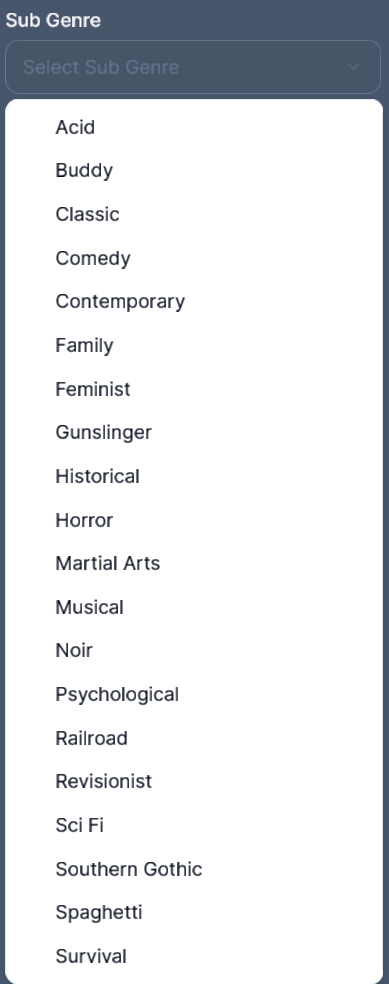 Sub Genre
Select Sub Genre
Acid
Buddy
Classic
Comedy
Contemporary
Family
Feminist
Gunslinger
Historical
Horror
Martial Arts
Musical
Noir
Psychological
Railroad
Revisionist
Sci Fi
Southern Gothic
Spaghetti
Survival